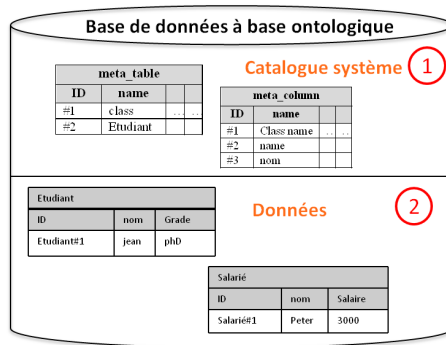 Base de données à base ontologique
Catalogue système 1
meta_table
ID name
#1 class ... ...
#2 Etudiant
meta_column
ID name
#1 Class name .. ..
#2 name
#3 nom
Données 2
Etudiant
ID nom Grade
Etudiant#1 jean phD
Salarié
ID nom Salaire
Salarié#1 Peter 3000